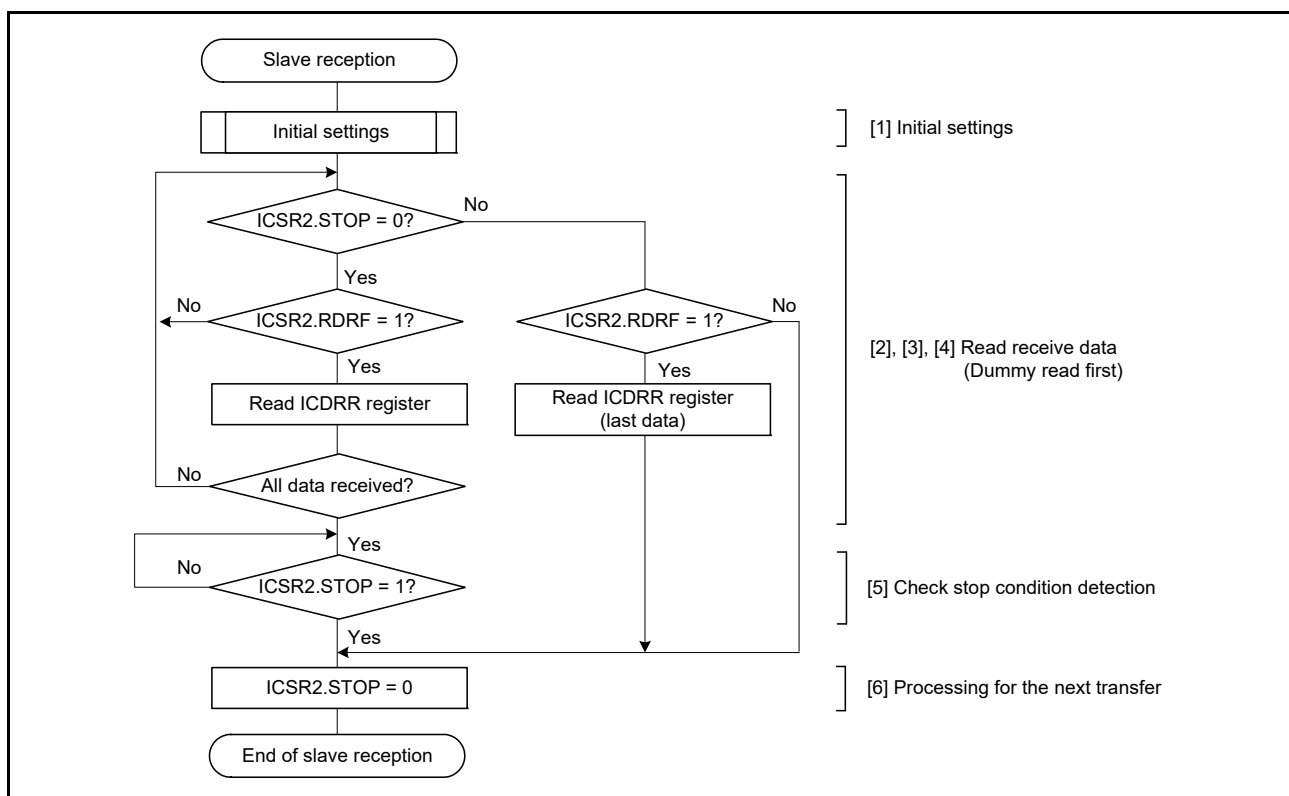 Slave reception
Initial settings
[1] Initial settings
ICSR2.STOP = 0?
No
Yes
No
ICSR2.RDRF = 1?
Yes
Read ICDRR register
ICSR2.RDRF = 1?
No
Yes
Read ICDRR register
(last data)
[2], [3], [4] Read receive data
(Dummy read first)
No
All data received?
Yes
No
ICSR2.STOP = 1?
Yes
[5] Check stop condition detection
ICSR2.STOP = 0
[6] Processing for the next transfer
End of slave reception